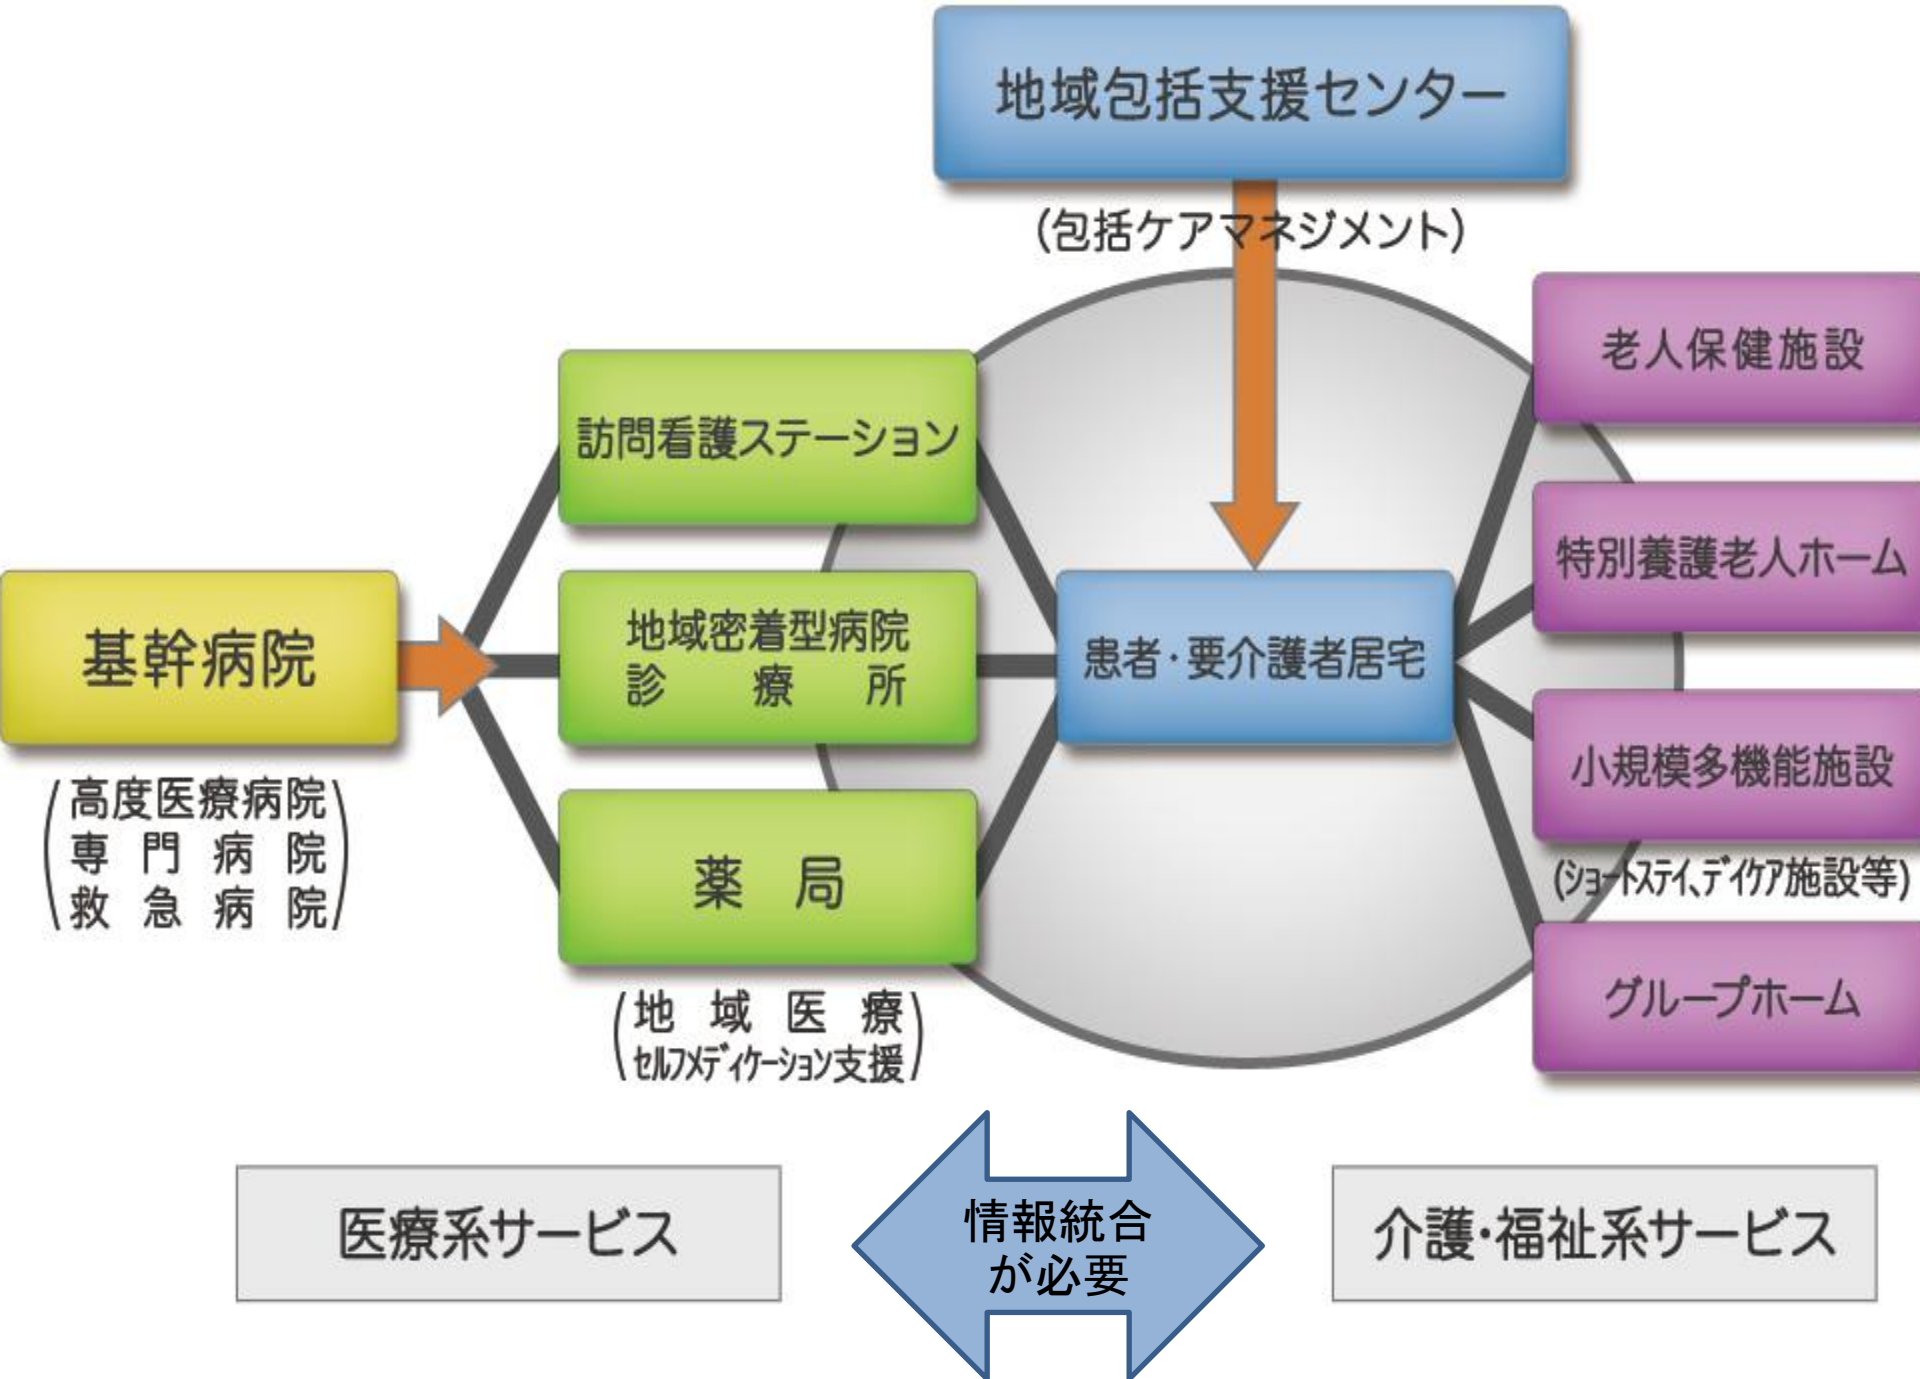 地域包括支援センター
(包括ケアマネジメント)
基幹病院
(高度医療病院
専門病院
救急病院)
訪問看護ステーション
地域密着型病院
診療所
薬局
(地域医療
セルフメディケーション支援)
患者・要介護者居宅
老人保健施設
特別養護老人ホーム
小規模多機能施設
(ショートステイ、デイケア施設等)
グループホーム
医療系サービス
情報統合
が必要
介護・福祉系サービス